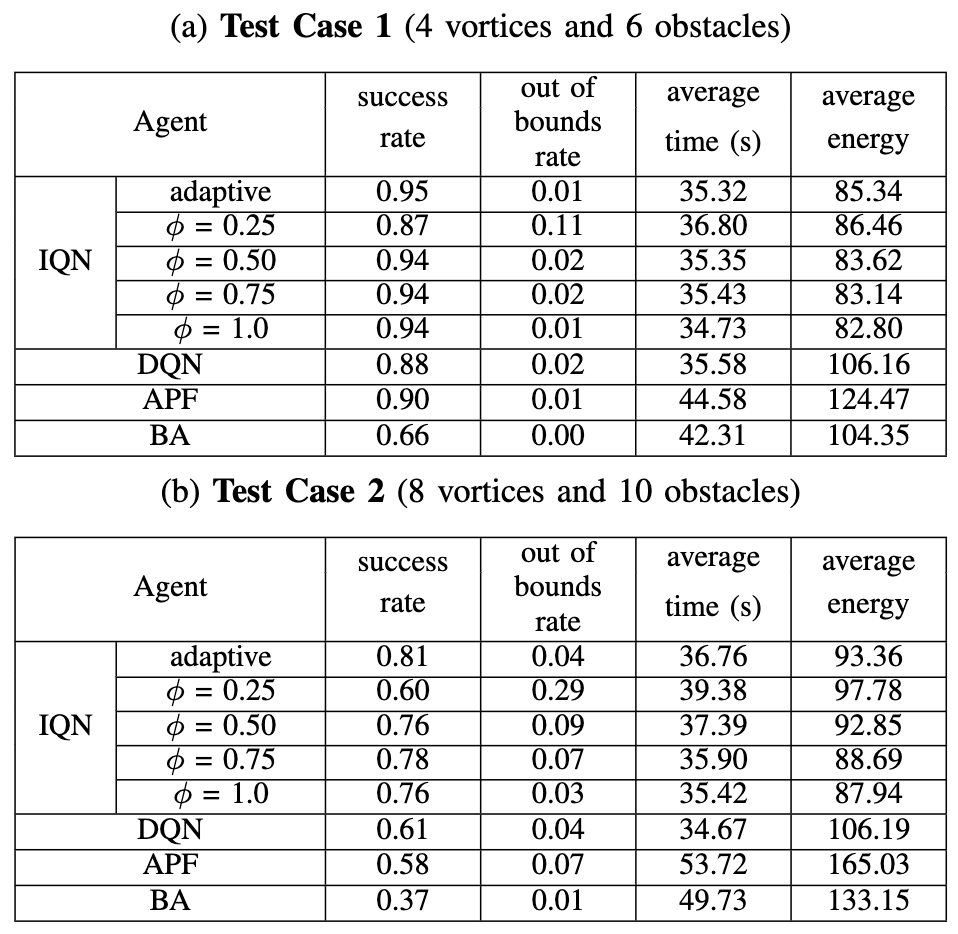 (a) Test Case 1 (4 vortices and 6 obstacles)
Agent success rate out of bounds rate average time (s) average energy
IQN adaptive 0.95 0.01 35.32 85.34
ϕ = 0.25 0.87 0.11 36.80 86.46
ϕ = 0.50 0.94 0.02 35.35 83.62
ϕ = 0.75 0.94 0.02 35.43 83.14
ϕ = 1.0 0.94 0.01 34.73 82.80
DQN 0.88 0.02 35.58 106.16
APF 0.90 0.01 44.58 124.47
BA 0.66 0.00 42.31 104.35
(b) Test Case 2 (8 vortices and 10 obstacles)
Agent success rate out of bounds rate average time (s) average energy
IQN adaptive 0.81 0.04 36.76 93.36
ϕ = 0.25 0.60 0.29 39.38 97.78
ϕ = 0.50 0.76 0.09 37.39 92.85
ϕ = 0.75 0.78 0.07 35.90 88.69
ϕ = 1.0 0.76 0.03 35.42 87.94
DQN 0.61 0.04 34.67 106.19
APF 0.58 0.07 53.72 165.03
BA 0.37 0.01 49.73 133.15